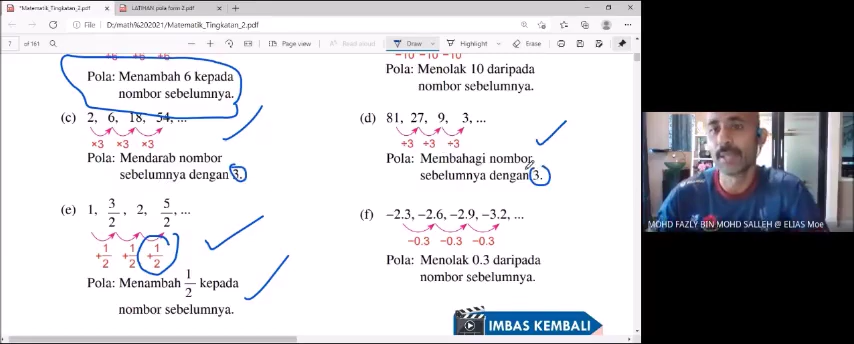 *Matematik_Tingkatan_2.pdf
LATIHAN pola form 2.pdf
File D:/math%202021/Matematik_Tingkatan_2.pdf
7 of 161
Page view
Read aloud
Draw
Highlight
Erase
+6 +6 +6
Pola: Menambah 6 kepada
nombor sebelumnya.
−10 −10 −10
Pola: Menolak 10 daripada
nombor sebelumnya.
(c) 2, 6, 18, 54, ...
×3 ×3 ×3
Pola: Mendarab nombor
sebelumnya dengan 3.
(d) 81, 27, 9, 3, ...
÷3 ÷3 ÷3
Pola: Membahagi nombor
sebelumnya dengan 3.
(e) 1, 3/2, 2, 5/2, ...
+1/2 +1/2 +1/2
Pola: Menambah 1/2 kepada
nombor sebelumnya.
(f) −2.3, −2.6, −2.9, −3.2, ...
−0.3 −0.3 −0.3
Pola: Menolak 0.3 daripada
nombor sebelumnya.
IMBAS KEMBALI
MOHD FAZLY BIN MOHD SALLEH @ ELIAS Moe